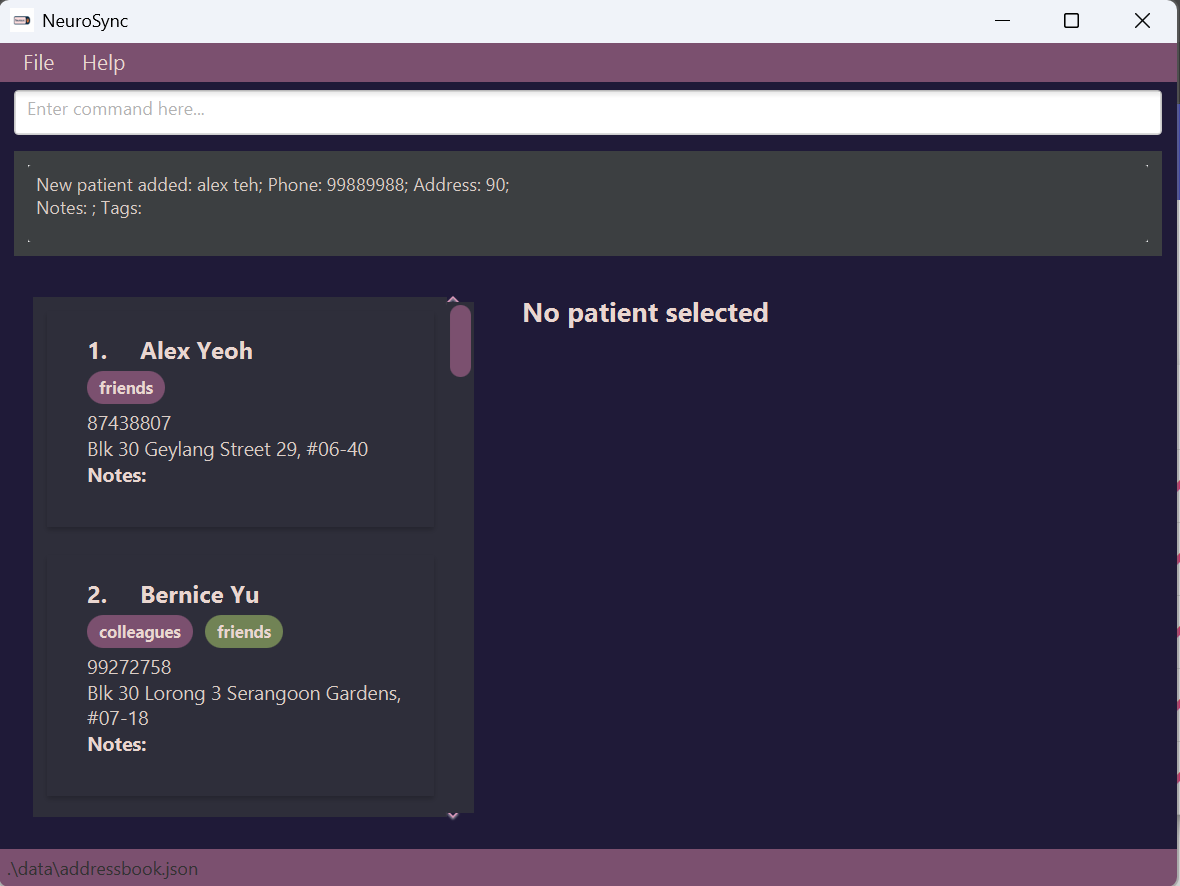 NeuroSync
File Help
Enter command here...
New patient added: alex teh; Phone: 99889988; Address: 90;
Notes: ; Tags:
No patient selected
1. Alex Yeoh
friends
87438807
Blk 30 Geylang Street 29, #06-40
Notes:
2. Bernice Yu
colleagues friends
99272758
Blk 30 Lorong 3 Serangoon Gardens,
#07-18
Notes:
.\data\addressbook.json